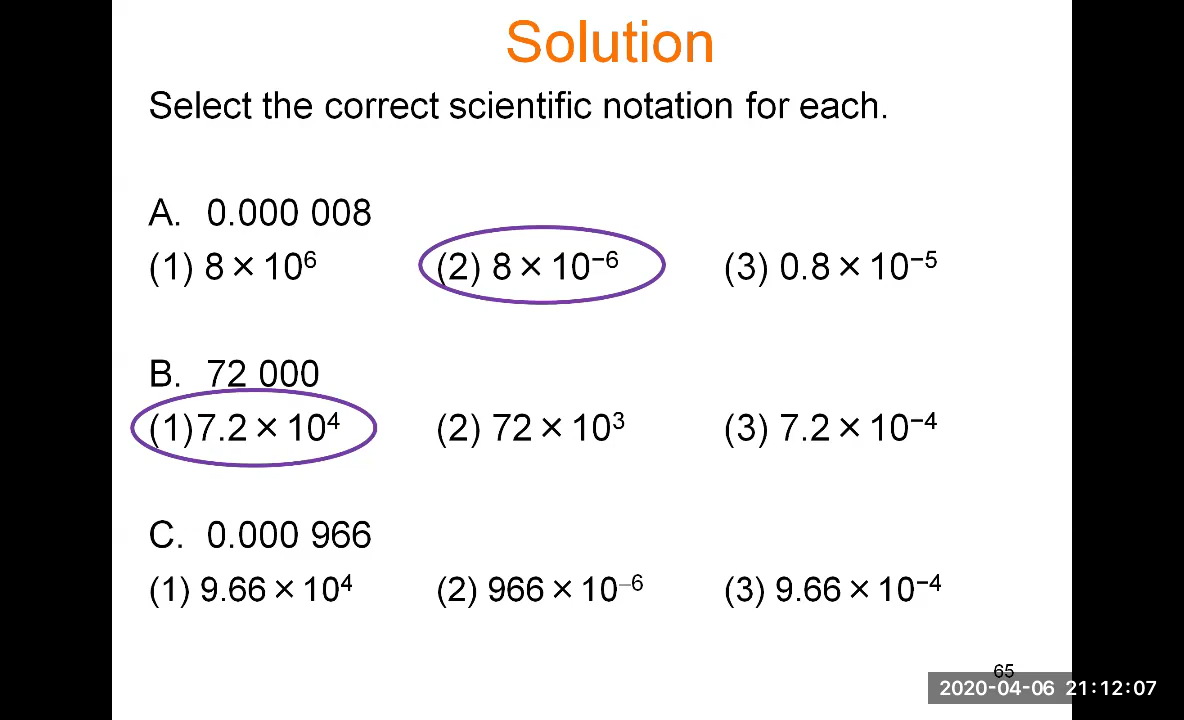 Solution
Select the correct scientific notation for each.
A. 0.000 008
(1) 8 × 10⁶ (2) 8 × 10⁻⁶ (3) 0.8 × 10⁻⁵
B. 72 000
(1)7.2 × 10⁴ (2) 72 × 10³ (3) 7.2 × 10⁻⁴
C. 0.000 966
(1) 9.66 × 10⁴ (2) 966 × 10⁻⁶ (3) 9.66 × 10⁻⁴
65
2020-04-06 21:12:07